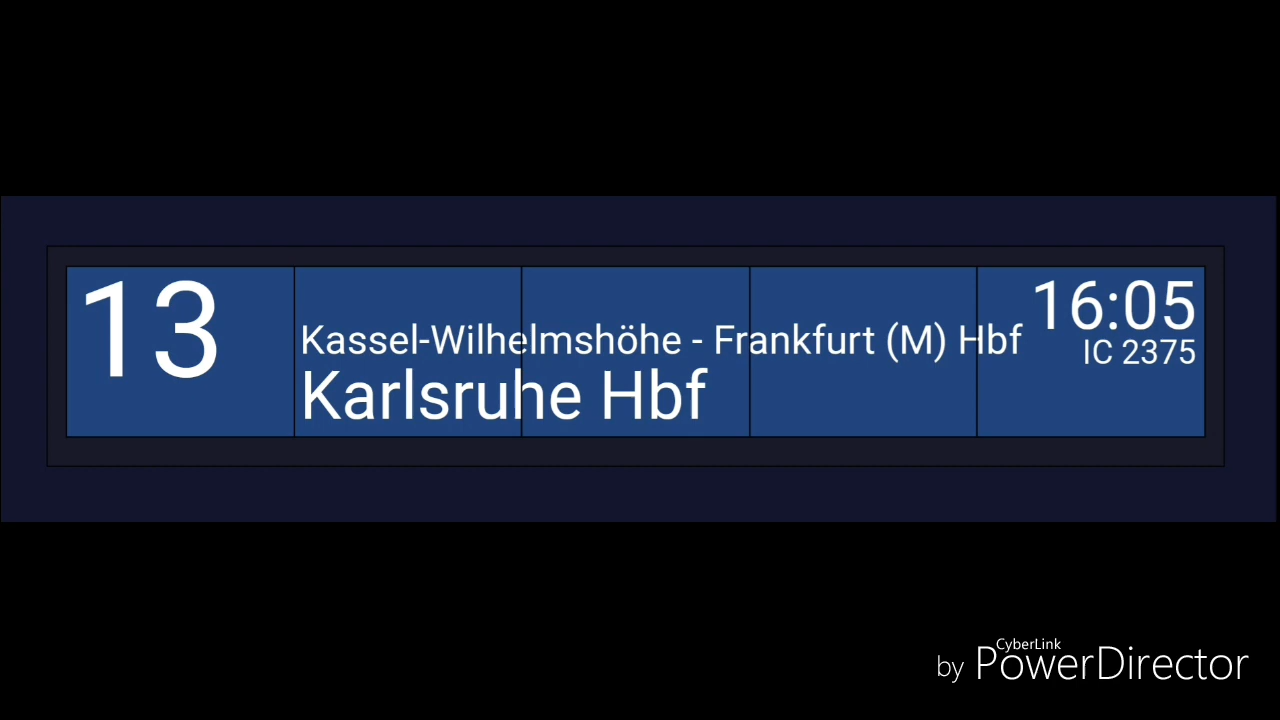 13
16:05
Kassel-Wilhelmshöhe - Frankfurt (M) Hbf
IC 2375
Karlsruhe Hbf
CyberLink
by PowerDirector